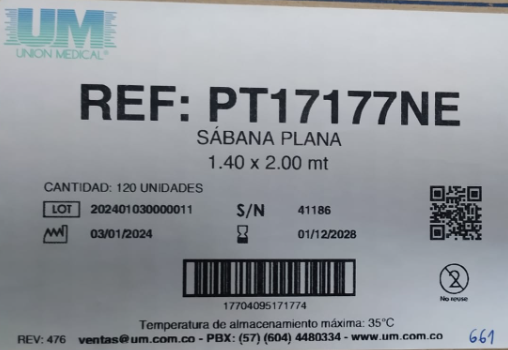 UM
UNION MEDICAL®
REF: PT17177NE
SÁBANA PLANA
1.40 x 2.00 mt
CANTIDAD: 120 UNIDADES
LOT 202401030000011 S/N 41186
03/01/2024 01/12/2028
17704095171774
No reuse
Temperatura de almacenamiento máxima: 35°C
REV: 476 ventas@um.com.co - PBX: (57) (604) 4480334 - www.um.com.co 661